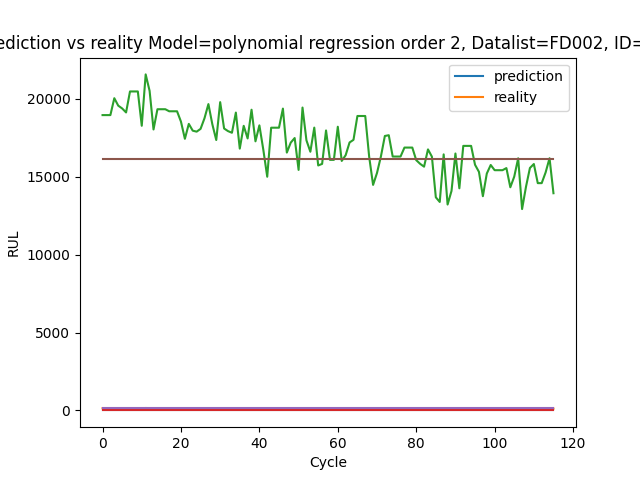 ediction vs reality Model=polynomial regression order 2, Datalist=FD002, ID=
prediction
reality
20000
15000
10000
5000
0
RUL
0 20 40 60 80 100 120
Cycle